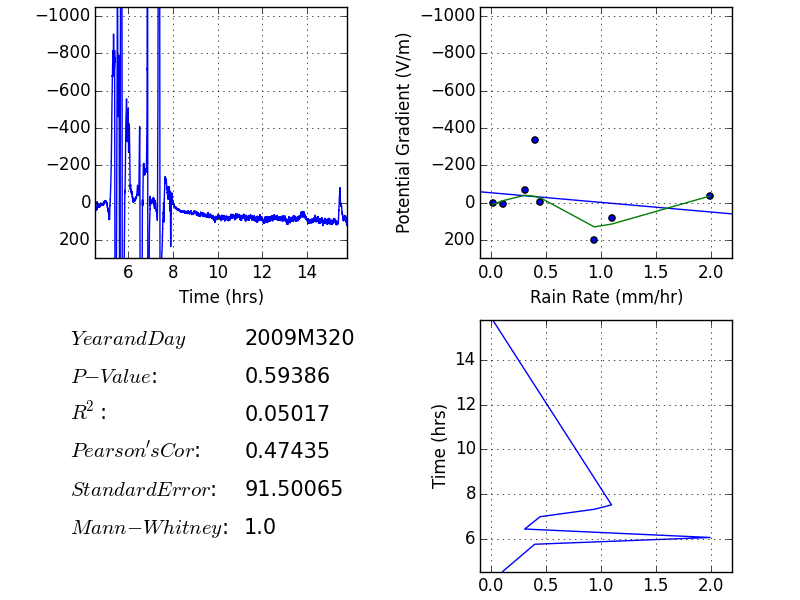 −1000
−800
−600
−400
−200
0
200
6 8 10 12 14
Time (hrs)
Potential Gradient (V/m)
−1000
−800
−600
−400
−200
0
200
0.0 0.5 1.0 1.5 2.0
Rain Rate (mm/hr)
YearandDay 2009M320
P−Value: 0.59386
R²: 0.05017
Pearson'sCor: 0.47435
StandardError: 91.50065
Mann−Whitney: 1.0
Time (hrs)
14
12
10
8
6
0.0 0.5 1.0 1.5 2.0